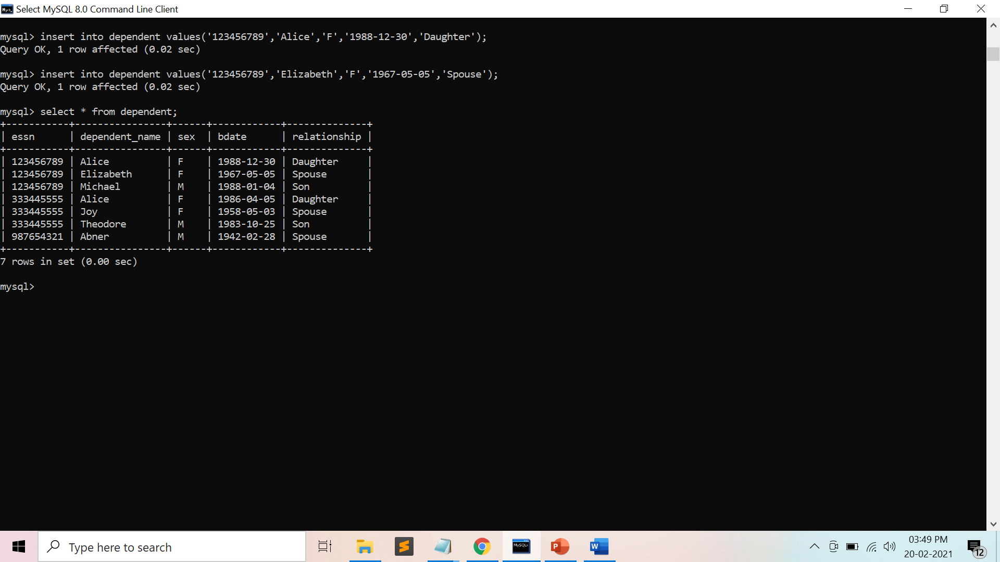 Select MySQL 8.0 Command Line Client
mysql> insert into dependent values('123456789','Alice','F','1988-12-30','Daughter');
Query OK, 1 row affected (0.02 sec)
mysql> insert into dependent values('123456789','Elizabeth','F','1967-05-05','Spouse');
Query OK, 1 row affected (0.02 sec)
mysql> select * from dependent;
+-----------+----------------+------+------------+--------------+
| essn      | dependent_name | sex  | bdate      | relationship |
+-----------+----------------+------+------------+--------------+
| 123456789 | Alice          | F    | 1988-12-30 | Daughter     |
| 123456789 | Elizabeth      | F    | 1967-05-05 | Spouse       |
| 123456789 | Michael        | M    | 1988-01-04 | Son          |
| 333445555 | Alice          | F    | 1986-04-05 | Daughter     |
| 333445555 | Joy            | F    | 1958-05-03 | Spouse       |
| 333445555 | Theodore       | M    | 1983-10-25 | Son          |
| 987654321 | Abner          | M    | 1942-02-28 | Spouse       |
+-----------+----------------+------+------------+--------------+
7 rows in set (0.00 sec)
mysql>
Type here to search
MySQL>
P
W
03:49 PM
20-02-2021
12